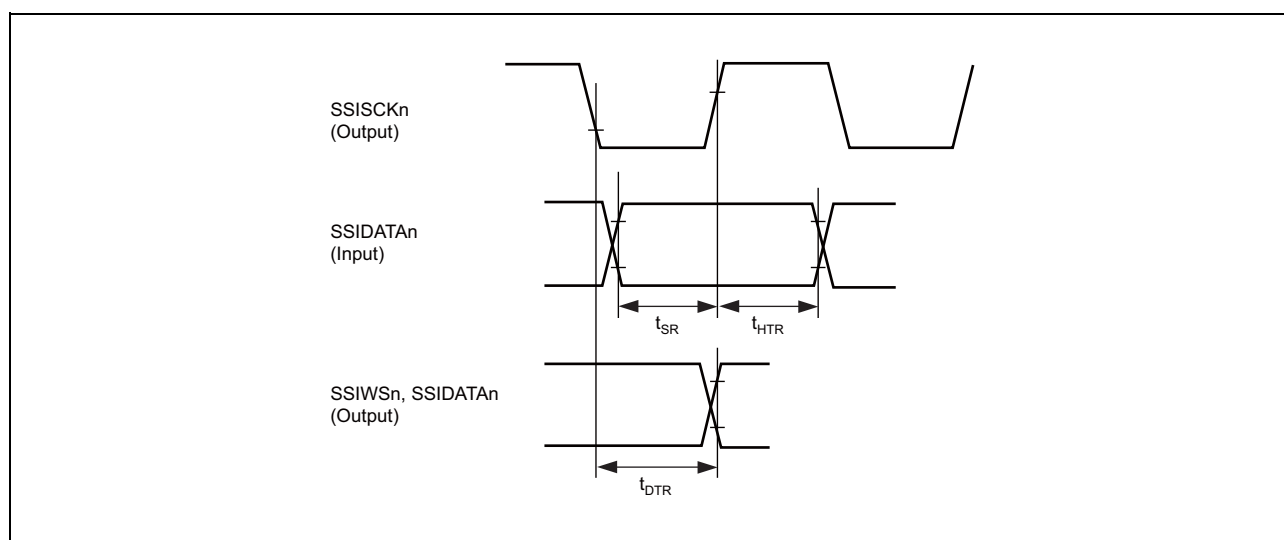 SSISCKn
(Output)
SSIDATAn
(Input)
tSR
tHTR
SSIWSn, SSIDATAn
(Output)
tDTR